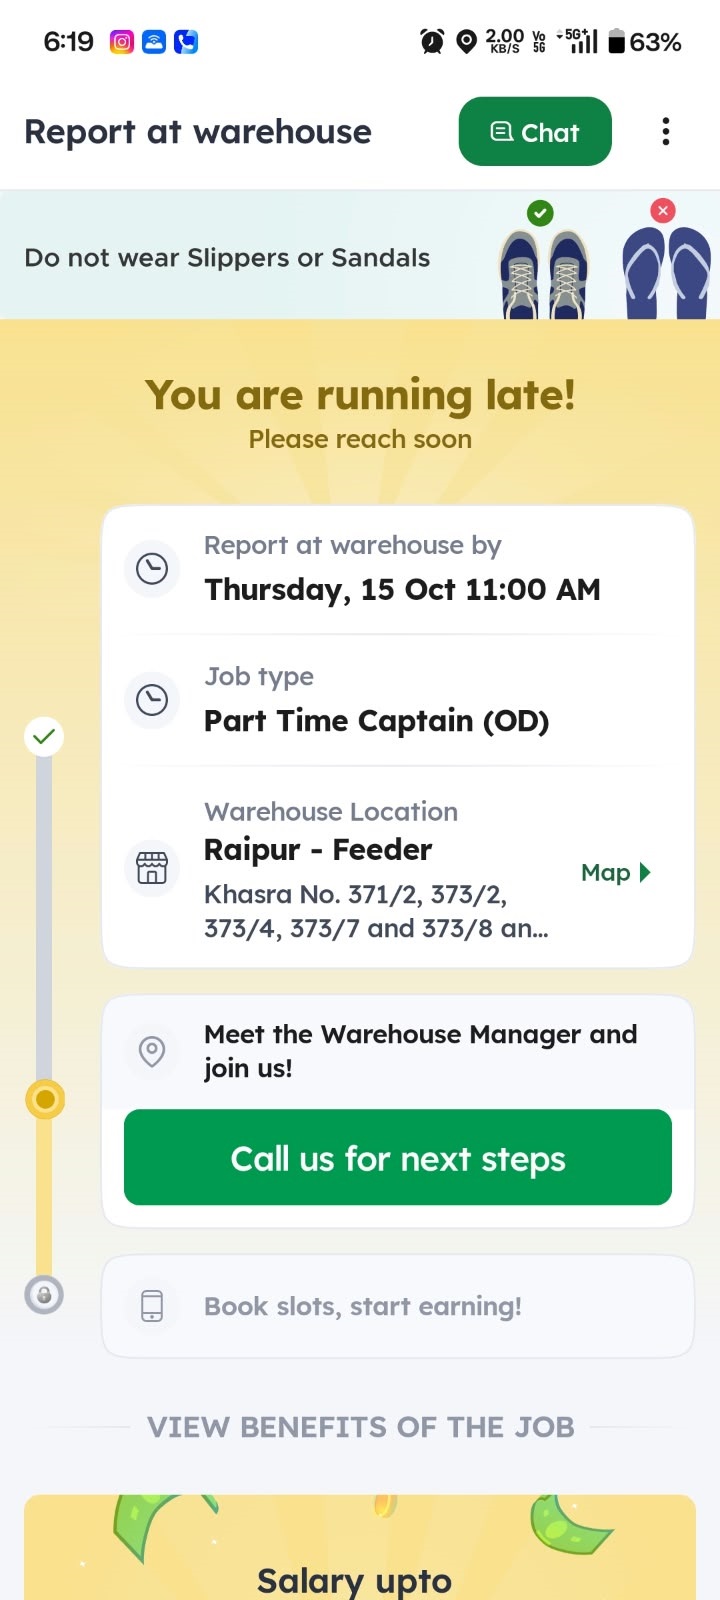 6:19
2.00 KB/S
Vo 5G
5G+
63%
Report at warehouse
Chat
Do not wear Slippers or Sandals
You are running late!
Please reach soon
Report at warehouse by
Thursday, 15 Oct 11:00 AM
Job type
Part Time Captain (OD)
Warehouse Location
Raipur - Feeder
Khasra No. 371/2, 373/2,
373/4, 373/7 and 373/8 an...
Map
Meet the Warehouse Manager and
join us!
Call us for next steps
Book slots, start earning!
VIEW BENEFITS OF THE JOB
Salary upto